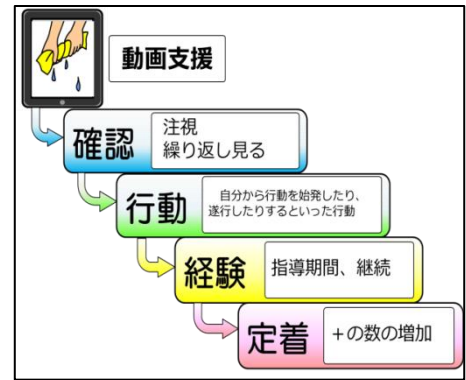 動画支援
確認
注視
繰り返し見る
行動
自分から行動を始発したり、
遂行したりするといった行動
経験
指導期間、継続
定着
+の数の増加